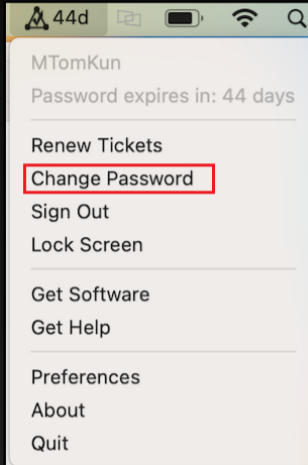 44d
MTomKun
Password expires in: 44 days
Renew Tickets
Change Password
Sign Out
Lock Screen
Get Software
Get Help
Preferences
About
Quit